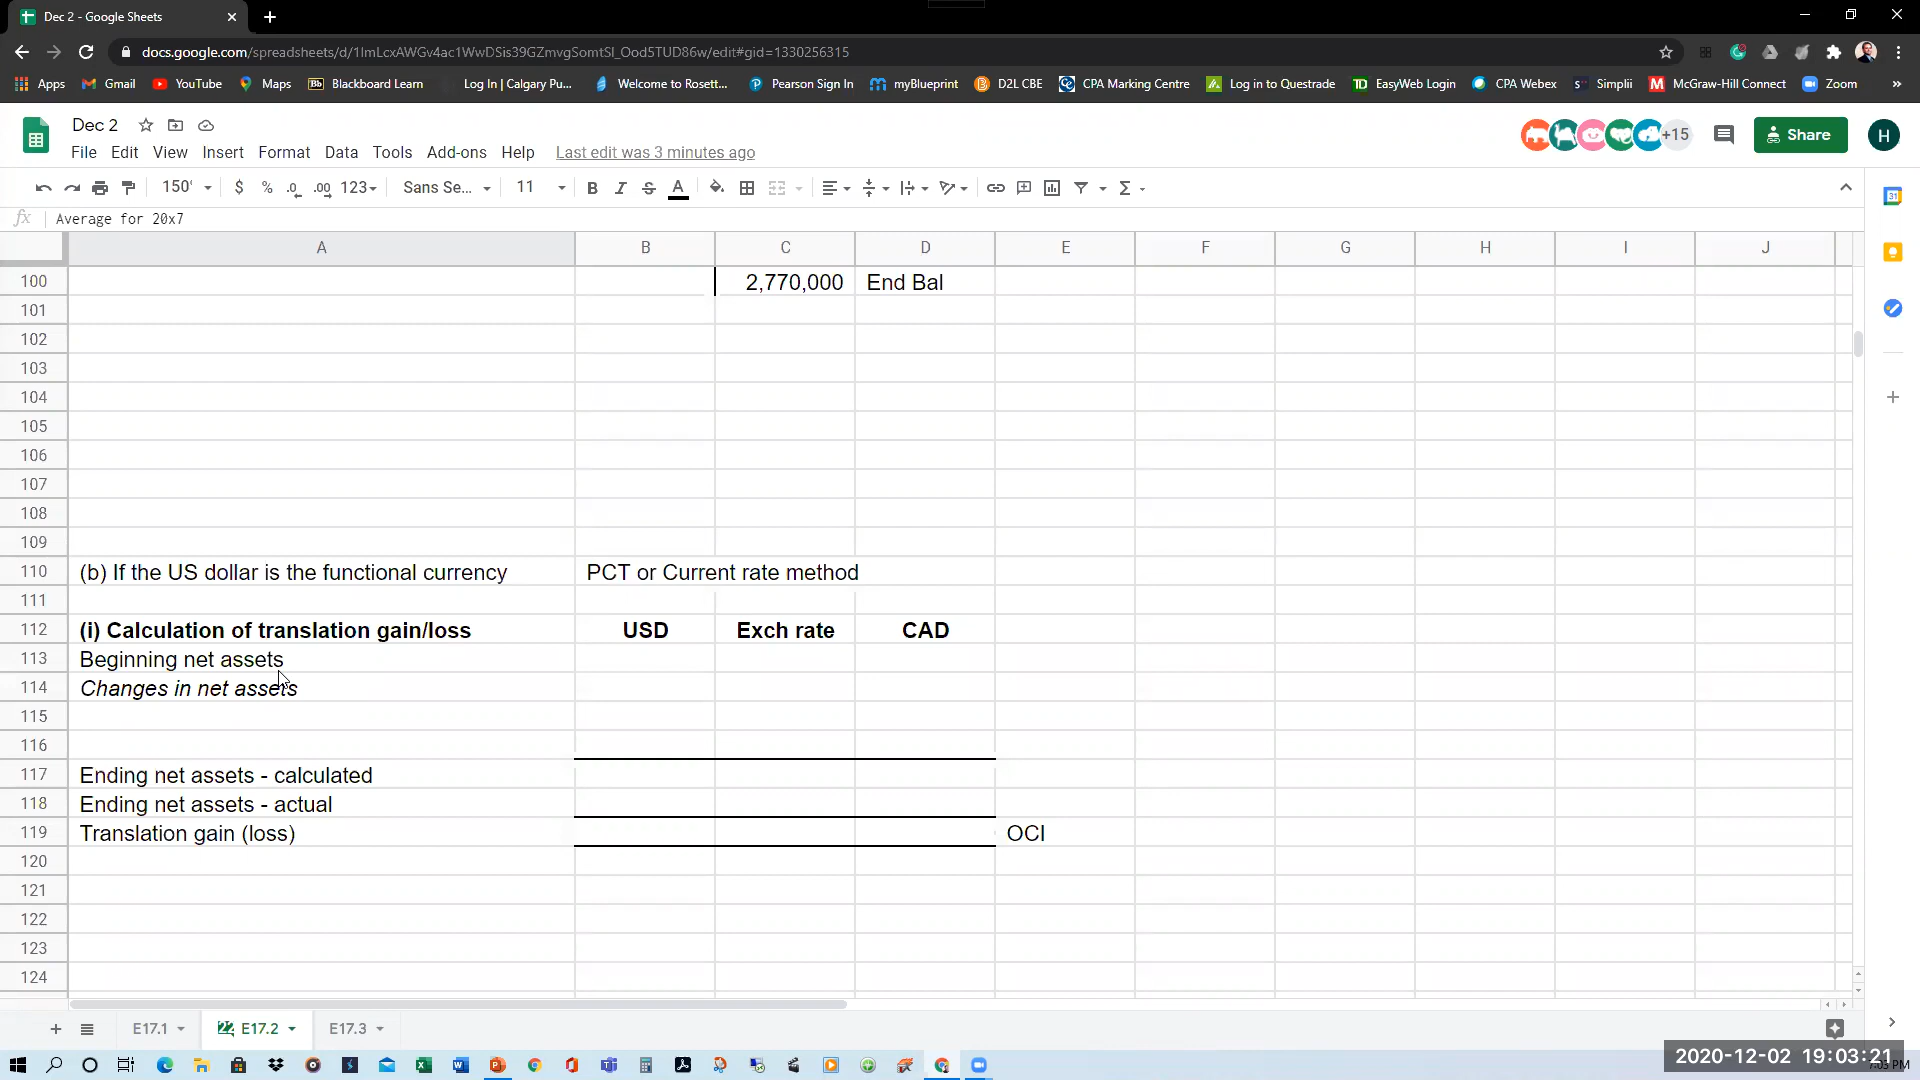 Dec 2 - Google Sheets
docs.google.com/spreadsheets/d/1ImLcxAWGv4ac1WwDSis39GZmvgSomtSI_Ood5TUD86w/edit#gid=1330256315
Apps Gmail YouTube Maps Bb Blackboard Learn Log In | Calgary Pu... Welcome to Rosett... Pearson Sign In myBlueprint D2L CBE CPA Marking Centre Log in to Questrade TD EasyWeb Login CPA Webex Simplii McGraw-Hill Connect Zoom »
Dec 2
+15
Share
H
File Edit View Insert Format Data Tools Add-ons Help Last edit was 3 minutes ago
150% $ % .0 .00 123 Sans Se... 11 B I S A Σ
fx Average for 20x7
A B C D E F G H I J
100 2,770,000 End Bal
101
102
103
104
105
106
107
108
109
110 (b) If the US dollar is the functional currency PCT or Current rate method
111
112 (i) Calculation of translation gain/loss USD Exch rate CAD
113 Beginning net assets
114 Changes in net assets
115
116
117 Ending net assets - calculated
118 Ending net assets - actual
119 Translation gain (loss) OCI
120
121
122
123
124
E17.1 E17.2 E17.3
2020-12-02 19:03:21